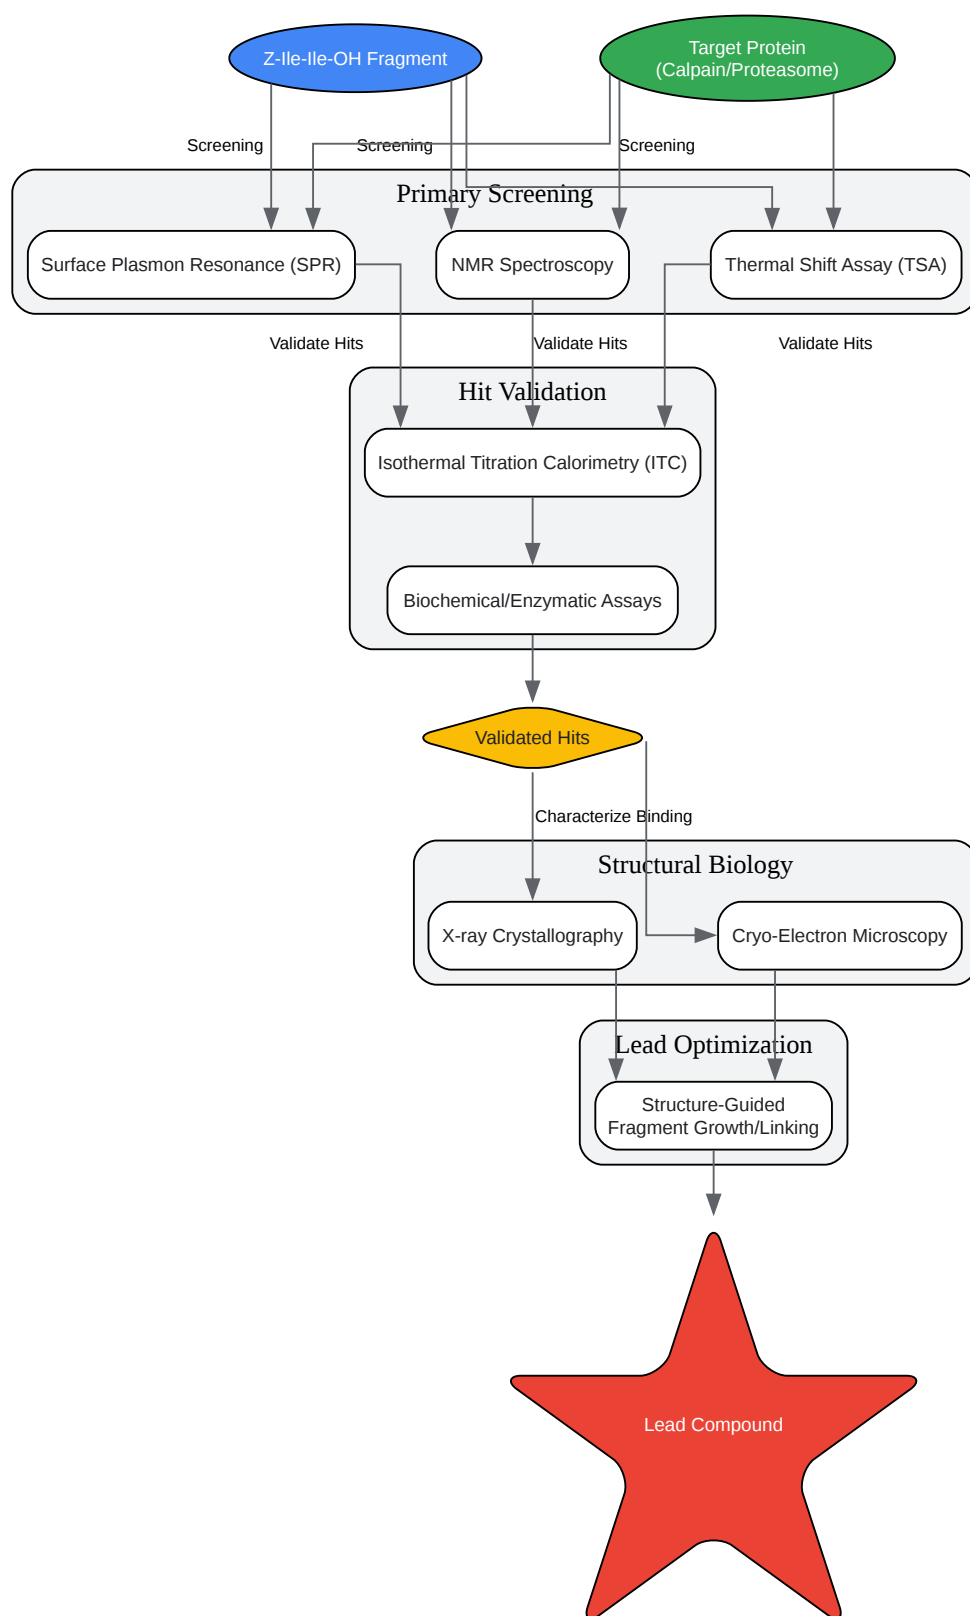 Z-Ile-Ile-OH Fragment
Target Protein
(Calpain/Proteasome)
Screening
Screening
Screening
Primary Screening
Surface Plasmon Resonance (SPR)
NMR Spectroscopy
Thermal Shift Assay (TSA)
Validate Hits
Validate Hits
Validate Hits
Hit Validation
Isothermal Titration Calorimetry (ITC)
Biochemical/Enzymatic Assays
Validated Hits
Characterize Binding
Structural Biology
X-ray Crystallography
Cryo-Electron Microscopy
Lead Optimization
Structure-Guided
Fragment Growth/Linking
Lead Compound